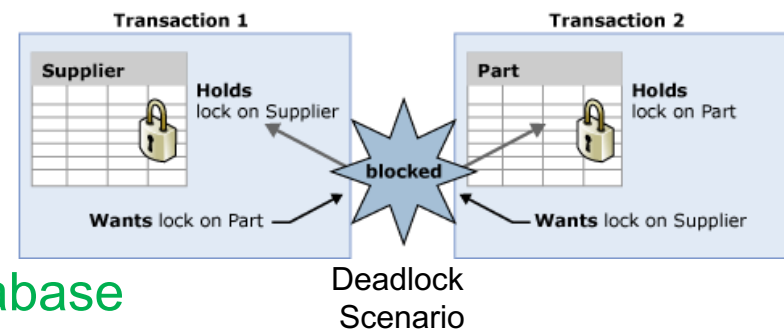 Transaction 1
Transaction 2
Supplier
Holds
lock on Supplier
Wants lock on Part
blocked
Part
Holds
lock on Part
Wants lock on Supplier
abase
Deadlock
Scenario